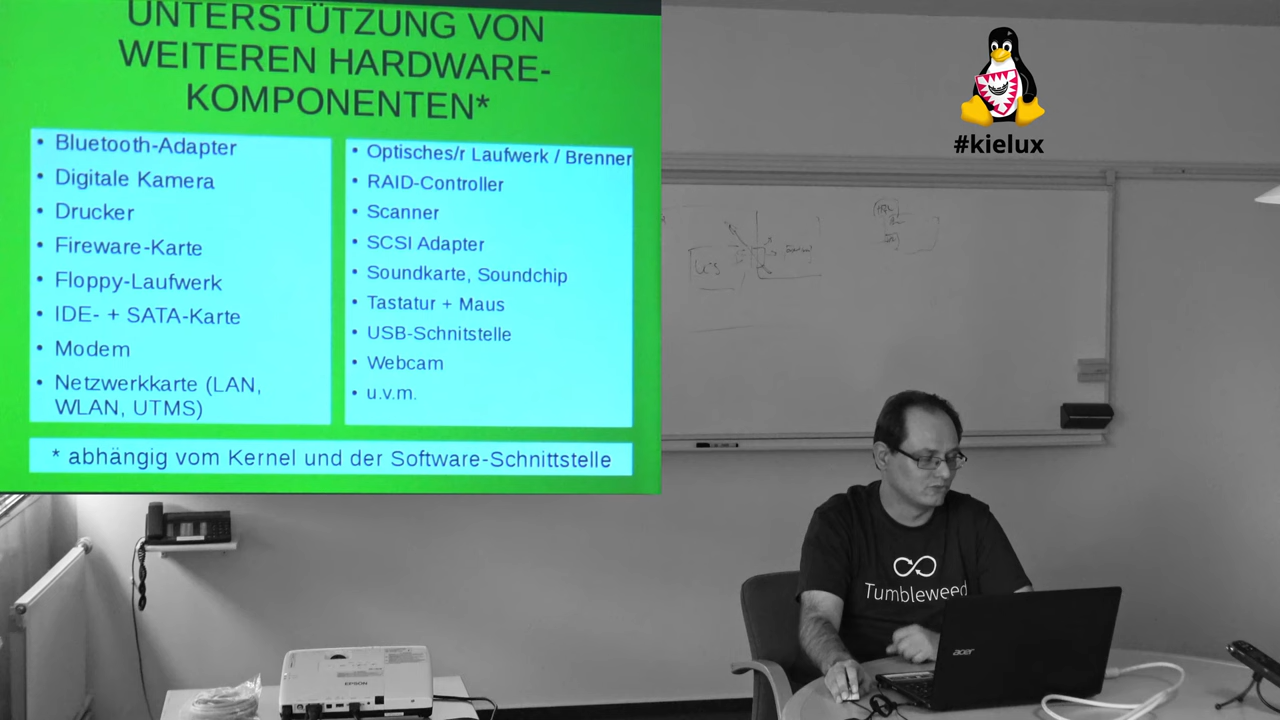 UNTERSTÜTZUNG VON
WEITEREN HARDWARE-
KOMPONENTEN*
• Bluetooth-Adapter
• Digitale Kamera
• Drucker
• Fireware-Karte
• Floppy-Laufwerk
• IDE- + SATA-Karte
• Modem
• Netzwerkkarte (LAN,
WLAN, UTMS)
• Optisches/r Laufwerk / Brenner
• RAID-Controller
• Scanner
• SCSI Adapter
• Soundkarte, Soundchip
• Tastatur + Maus
• USB-Schnitstelle
• Webcam
• u.v.m.
* abhängig vom Kernel und der Software-Schnittstelle
#kielux
Tumbleweed
acer
EPSON